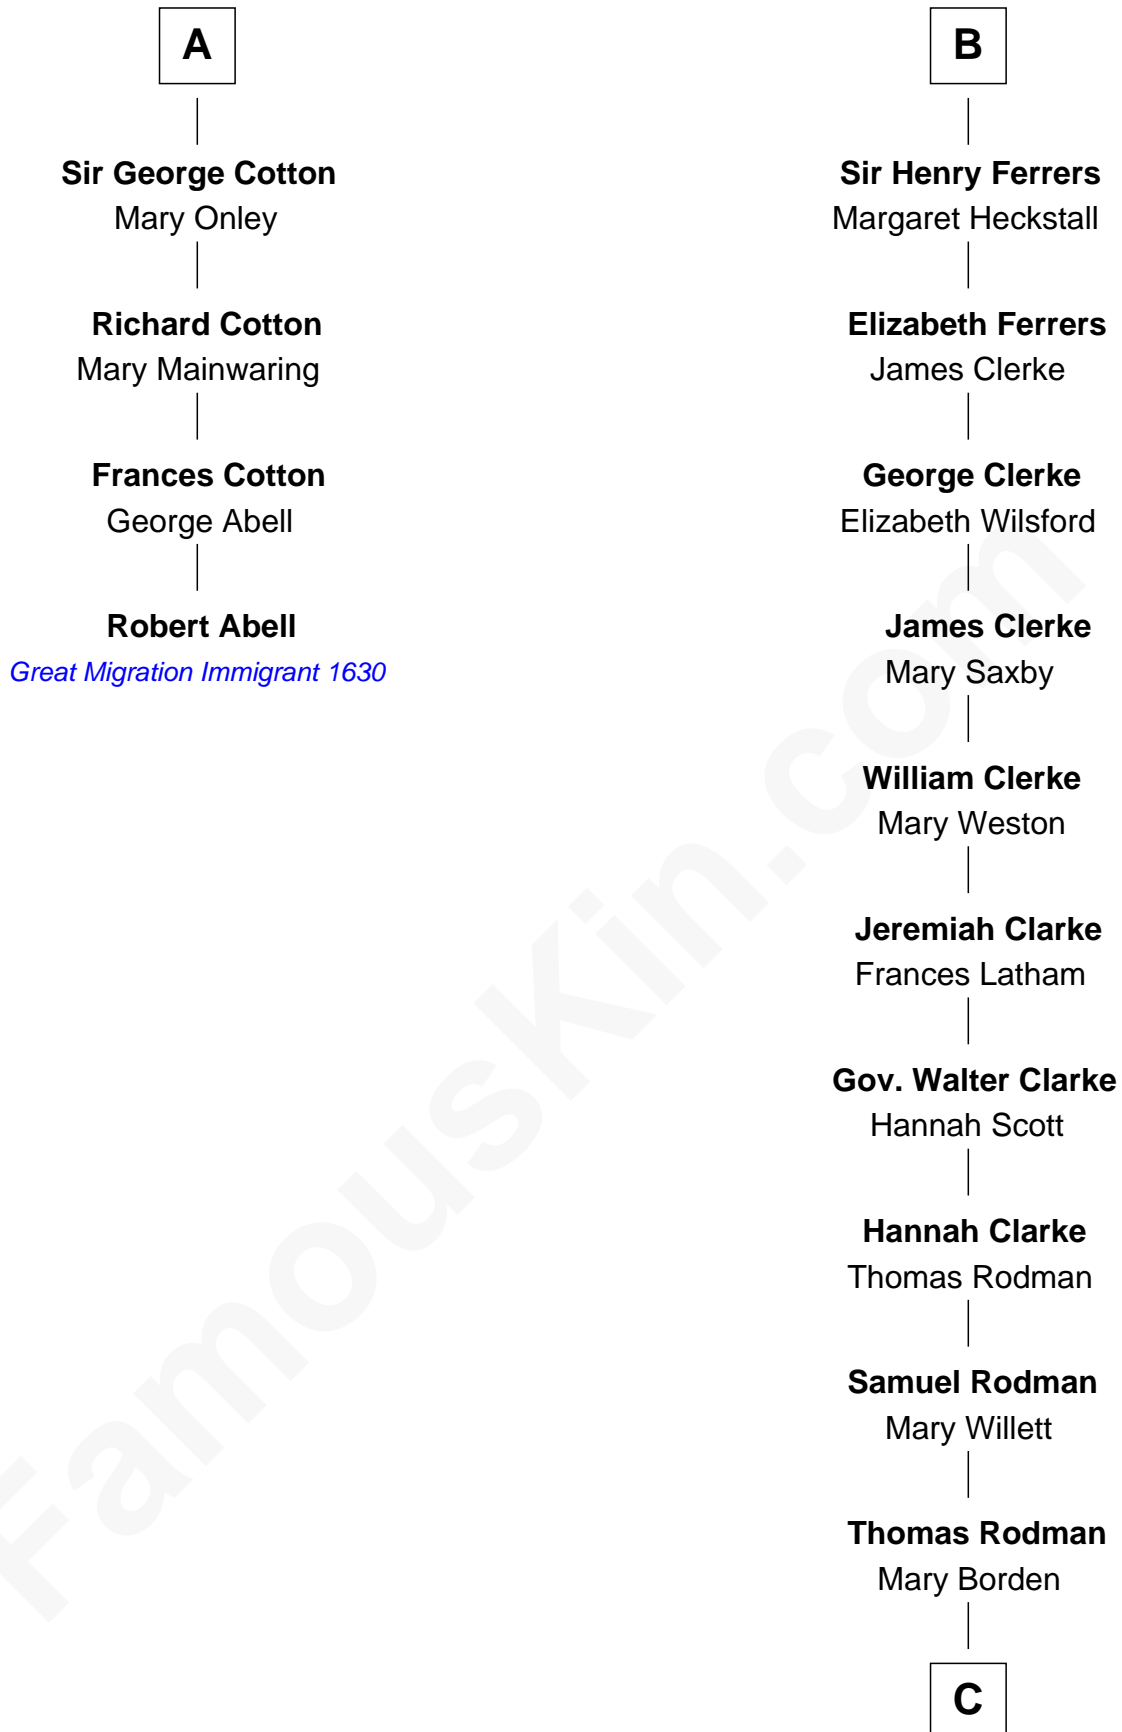 A
Sir George Cotton
Mary Onley
Richard Cotton
Mary Mainwaring
Frances Cotton
George Abell
Robert Abell
Great Migration Immigrant 1630
B
Sir Henry Ferrers
Margaret Heckstall
Elizabeth Ferrers
James Clerke
George Clerke
Elizabeth Wilsford
James Clerke
Mary Saxby
William Clerke
Mary Weston
Jeremiah Clarke
Frances Latham
Gov. Walter Clarke
Hannah Scott
Hannah Clarke
Thomas Rodman
Samuel Rodman
Mary Willett
Thomas Rodman
Mary Borden
C
FamousKin.com